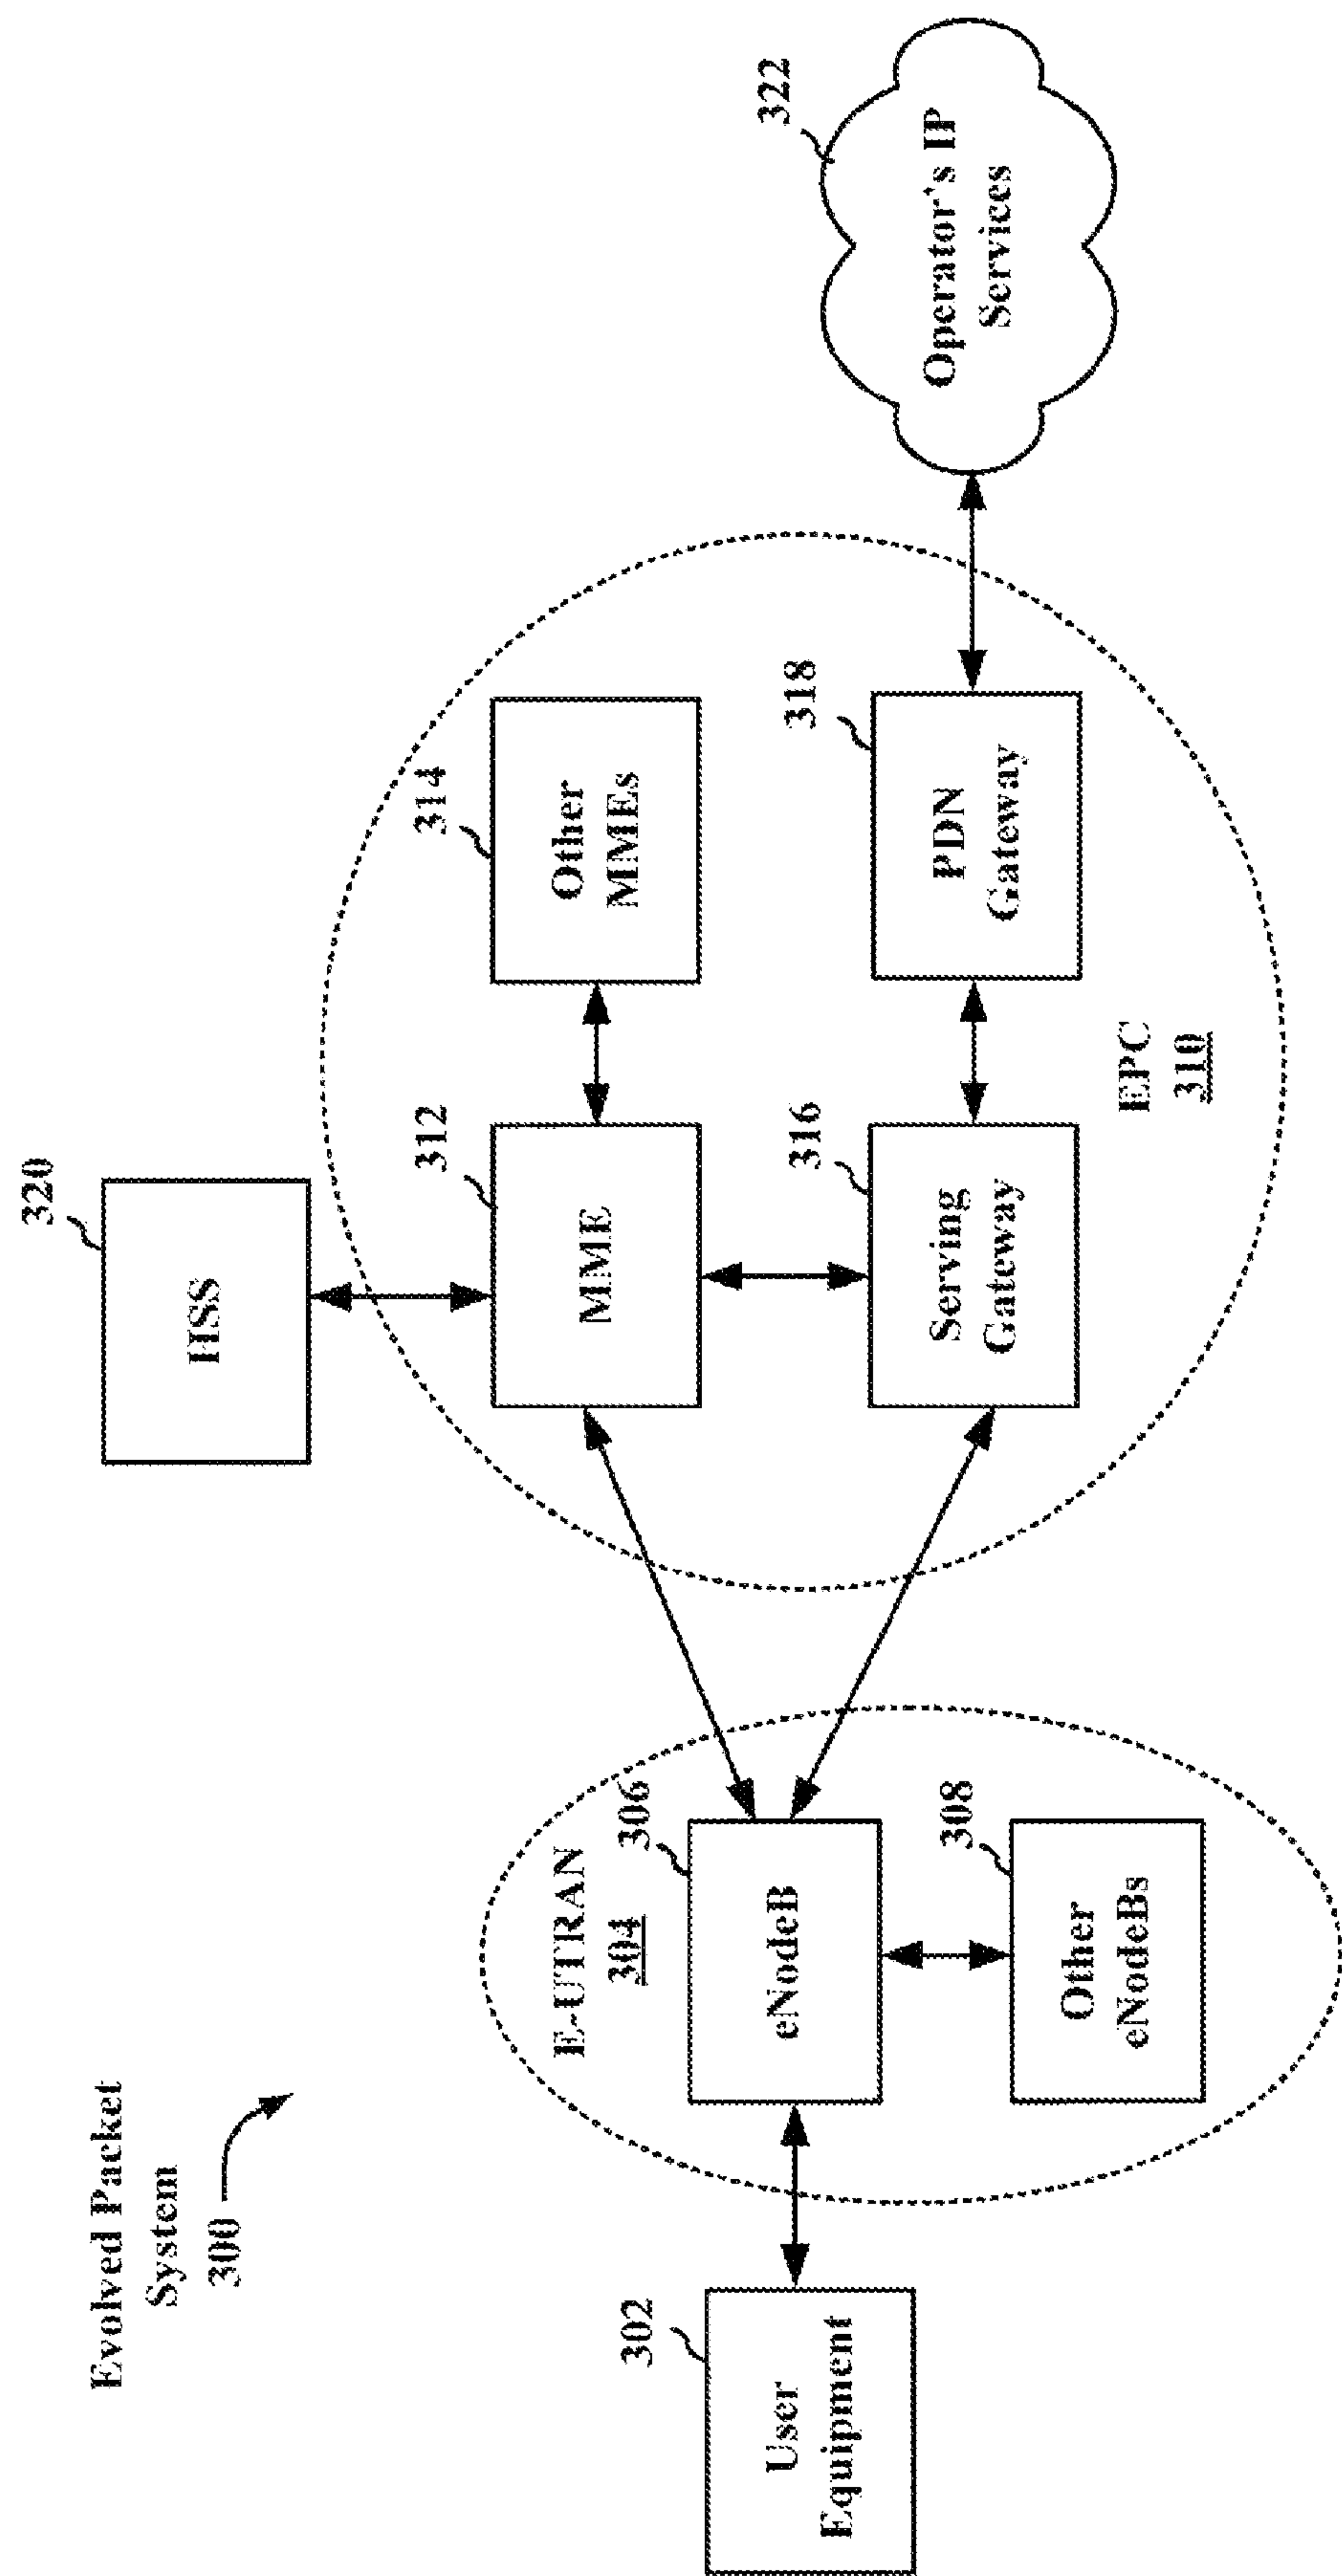 Evolved Packet
System
300
302
User
Equipment
E-UTRAN
304
306
eNodeB
308
Other
eNodeBs
320
HSS
312
MME
314
Other
MMEs
316
Serving
Gateway
318
PDN
Gateway
EPC
310
322
Operator's IP
Services